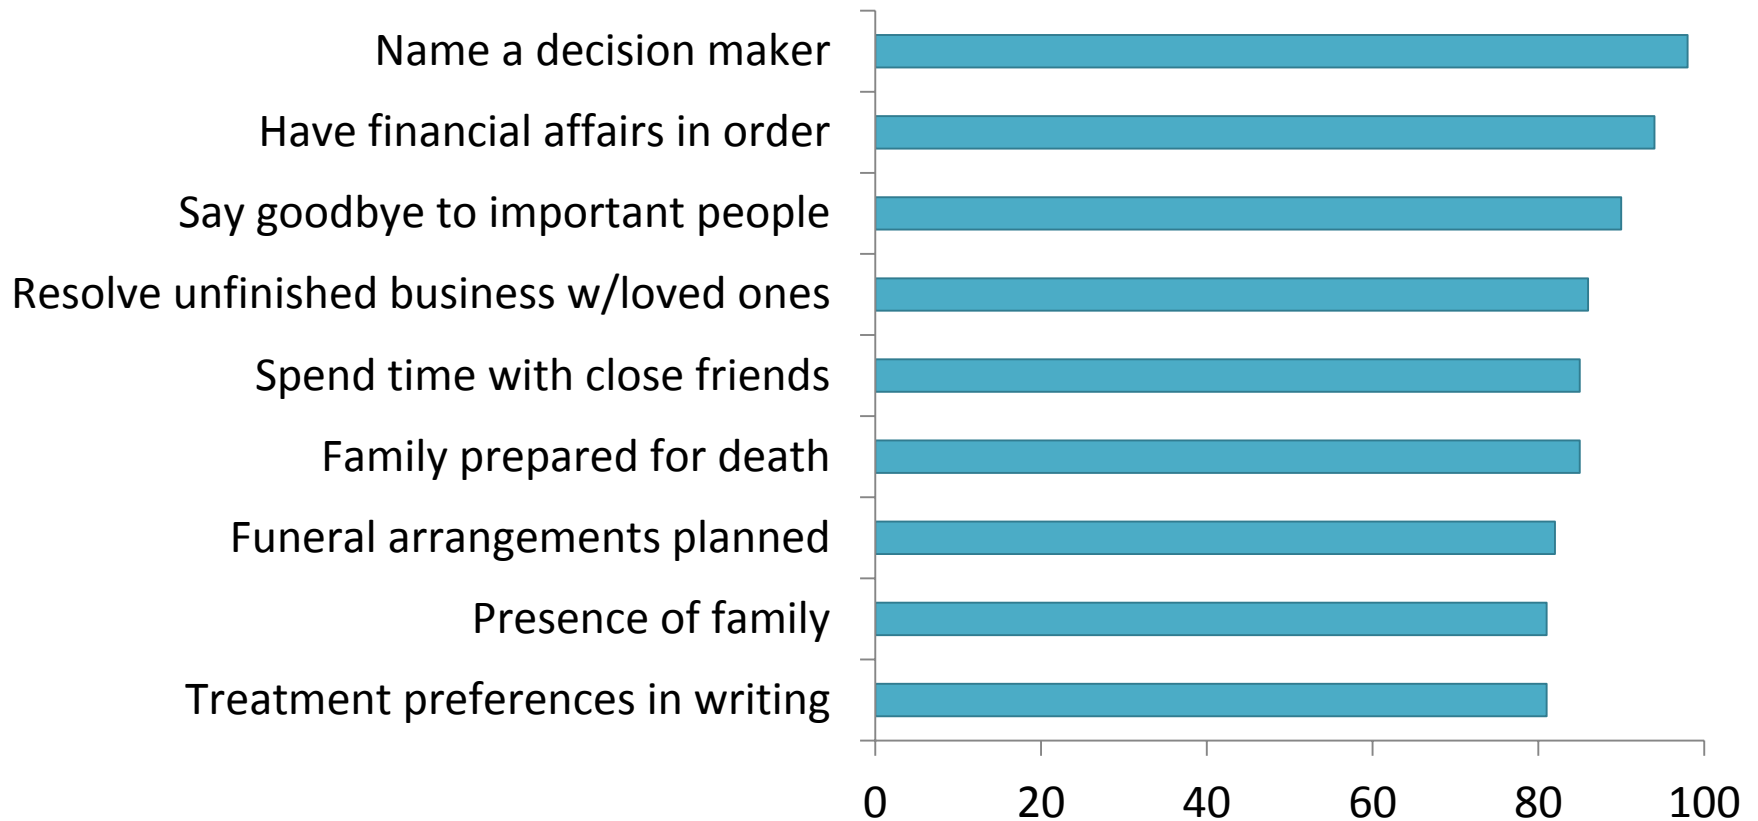 Name a decision maker
Have financial affairs in order
Say goodbye to important people
Resolve unfinished business w/loved ones
Spend time with close friends
Family prepared for death
Funeral arrangements planned
Presence of family
Treatment preferences in writing
0 20 40 60 80 100